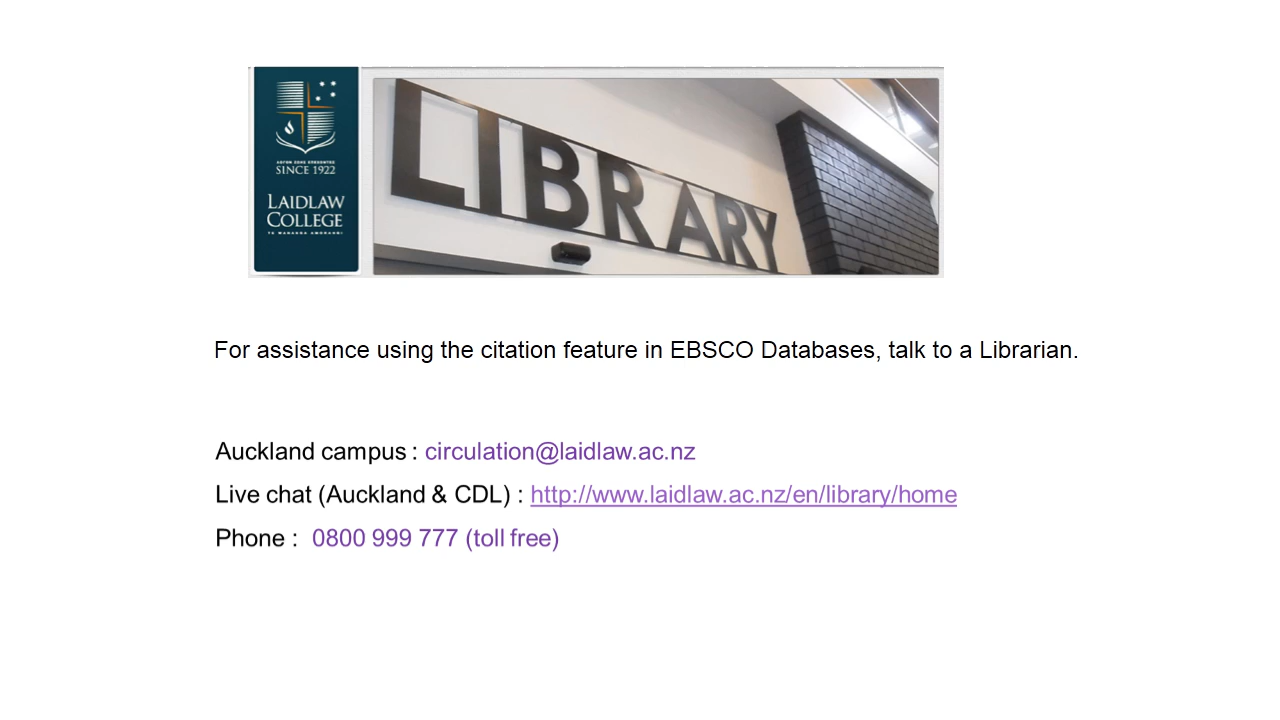 SINCE 1922
LAIDLAW
COLLEGE
LIBRARY
For assistance using the citation feature in EBSCO Databases, talk to a Librarian.
Auckland campus : circulation@laidlaw.ac.nz
Live chat (Auckland & CDL) : http://www.laidlaw.ac.nz/en/library/home
Phone : 0800 999 777 (toll free)